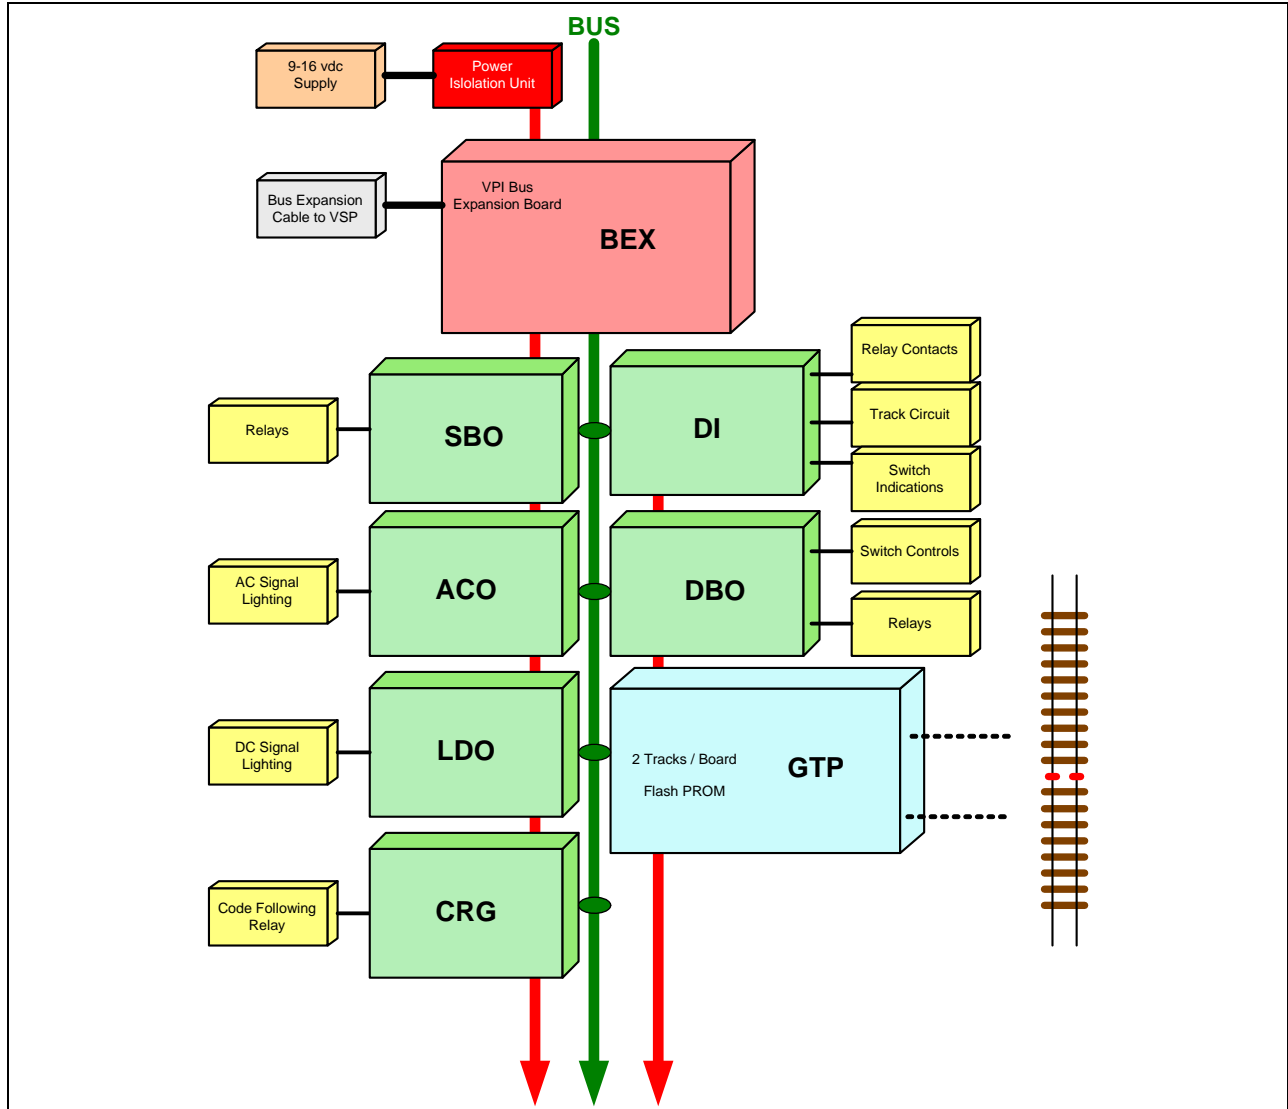 BUS
9-16 vdc
Supply
Power
Islolation Unit
Bus Expansion
Cable to VSP
VPI Bus
Expansion Board
BEX
Relays
SBO
DI
Relay Contacts
Track Circuit
Switch
Indications
AC Signal
Lighting
ACO
DBO
Switch Controls
Relays
DC Signal
Lighting
LDO
2 Tracks / Board
Flash PROM
GTP
Code Following
Relay
CRG